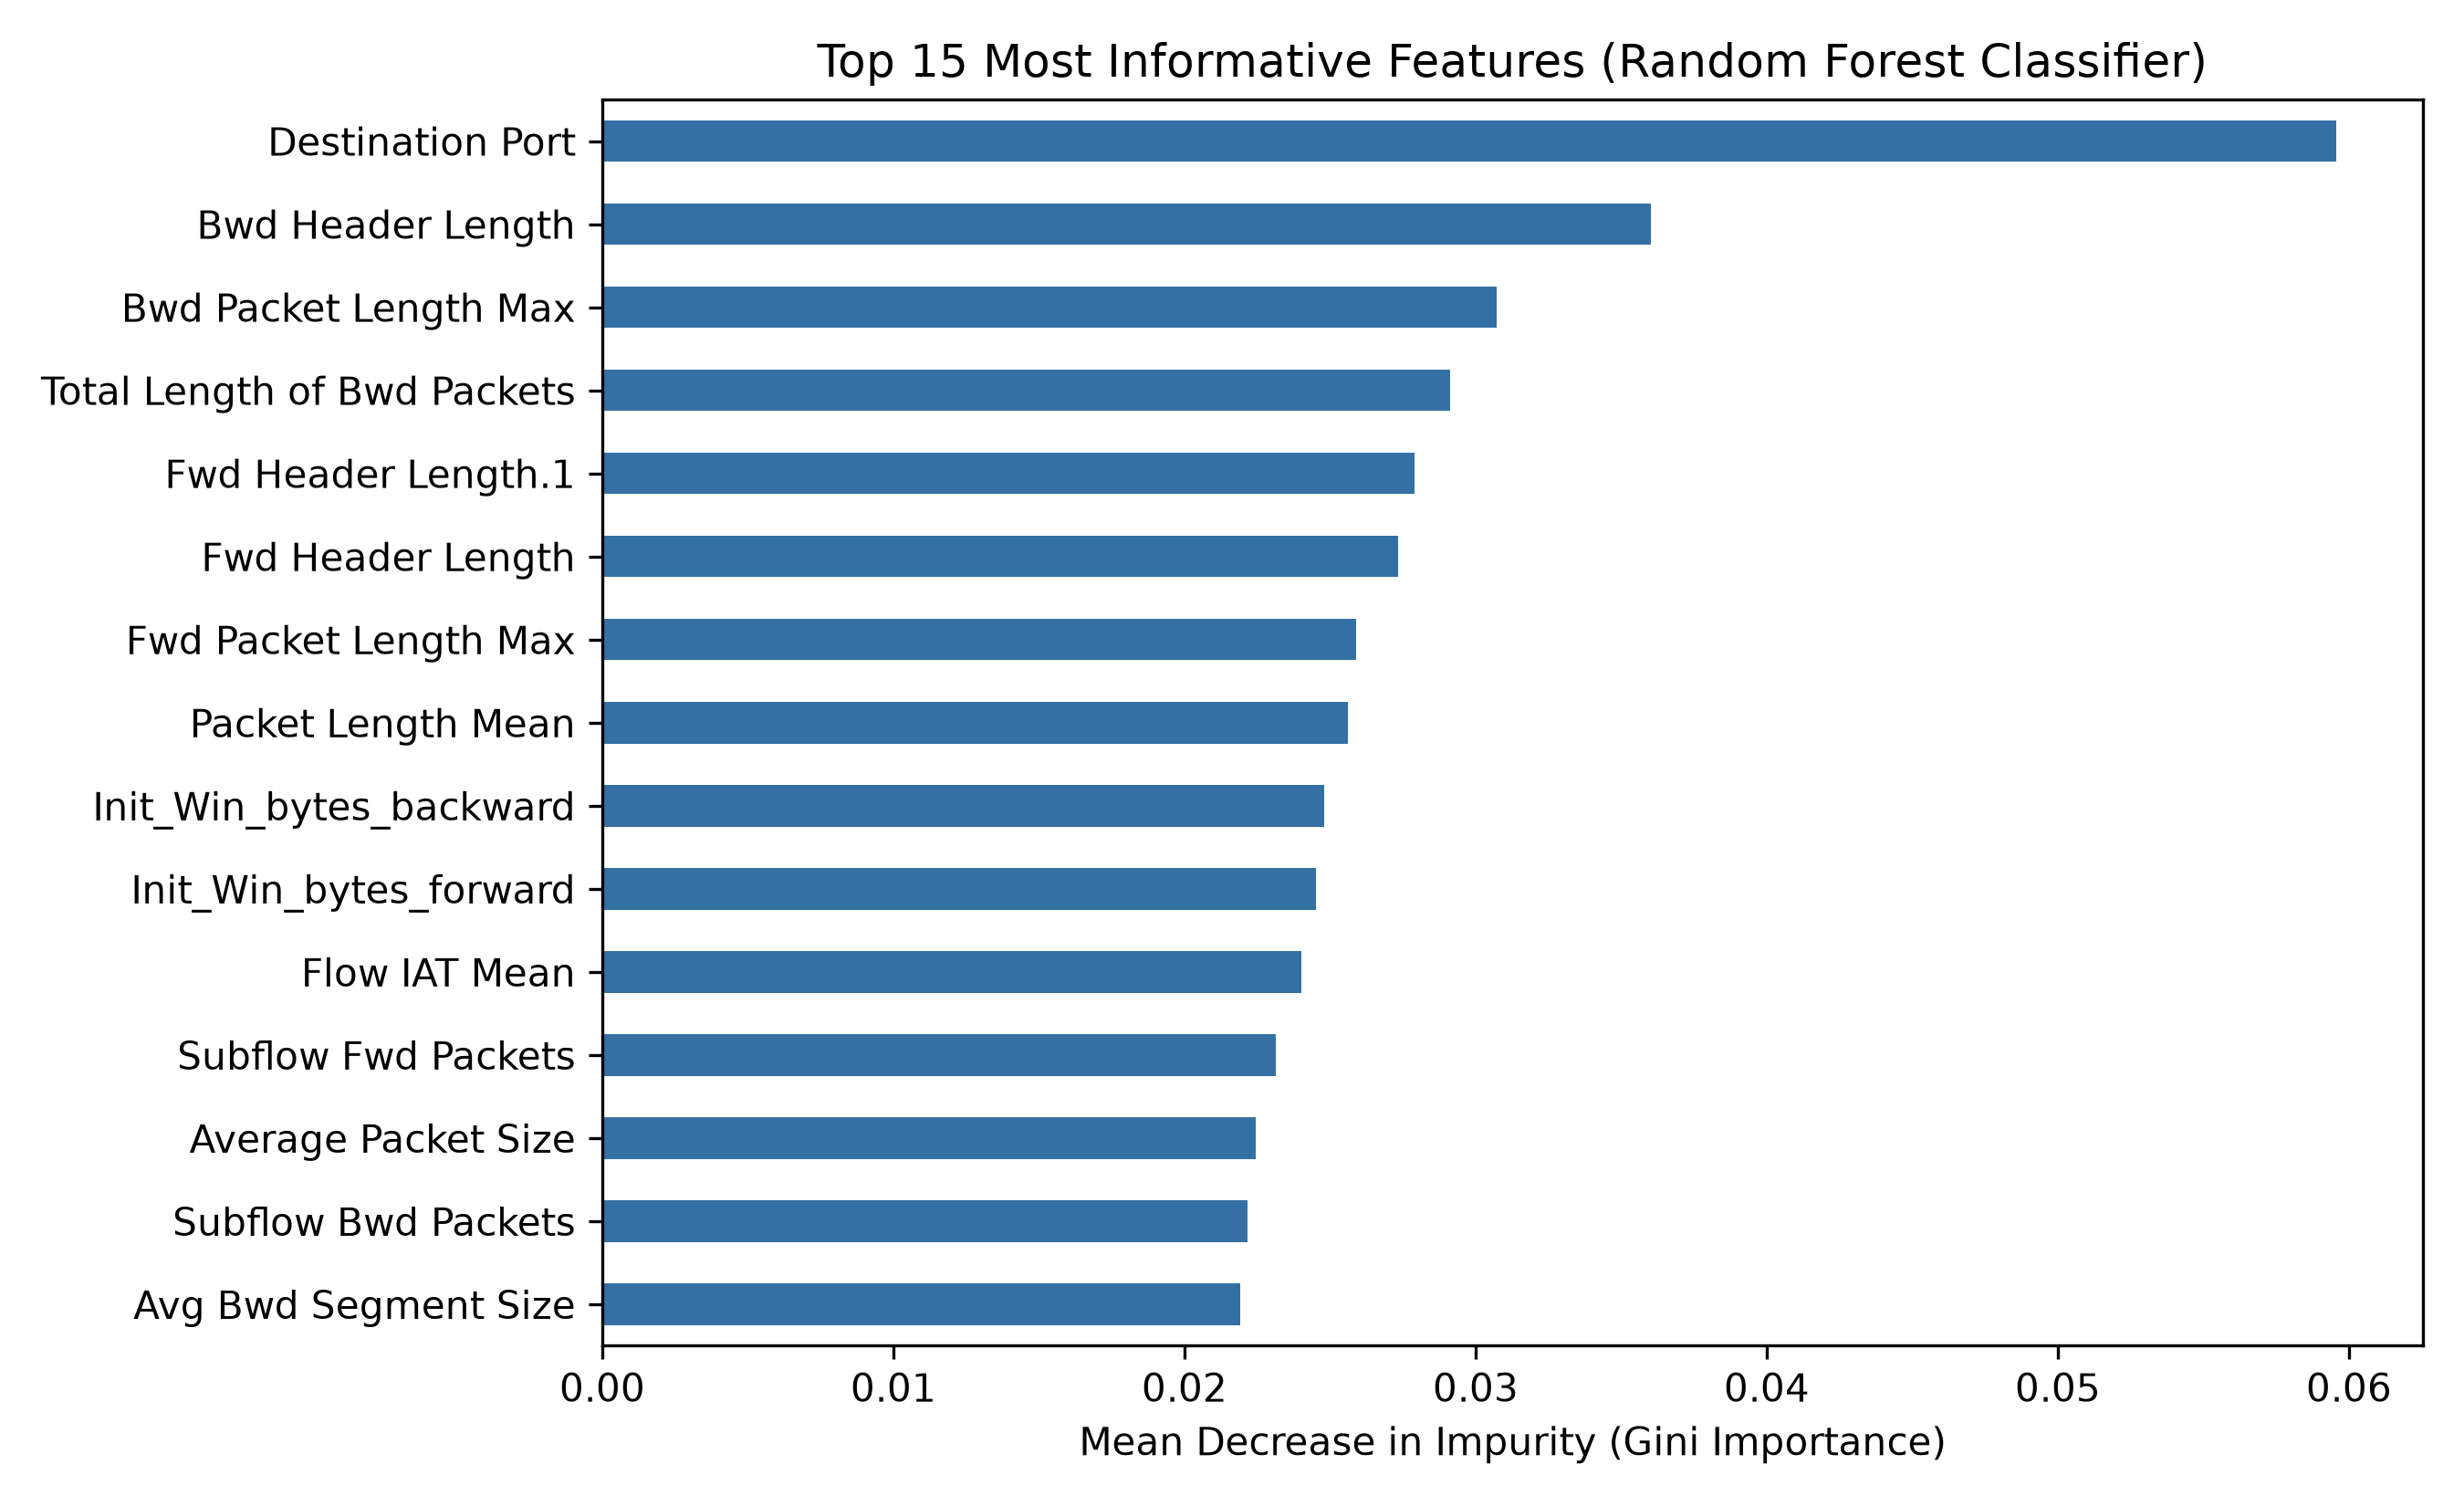 Top 15 Most Informative Features (Random Forest Classifier)
Destination Port
Bwd Header Length
Bwd Packet Length Max
Total Length of Bwd Packets
Fwd Header Length.1
Fwd Header Length
Fwd Packet Length Max
Packet Length Mean
Init_Win_bytes_backward
Init_Win_bytes_forward
Flow IAT Mean
Subflow Fwd Packets
Average Packet Size
Subflow Bwd Packets
Avg Bwd Segment Size
0.00 0.01 0.02 0.03 0.04 0.05 0.06
Mean Decrease in Impurity (Gini Importance)